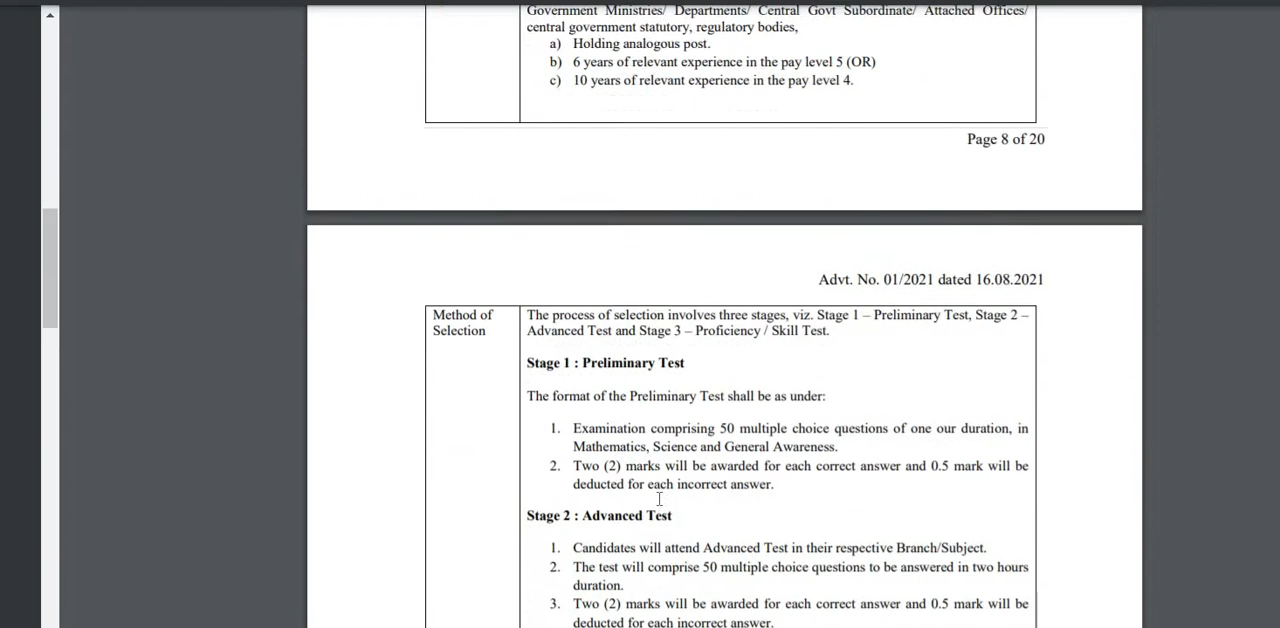 Government Ministries/ Departments/ Central Govt Subordinate/ Attached Offices/
central government statutory, regulatory bodies,
a) Holding analogous post.
b) 6 years of relevant experience in the pay level 5 (OR)
c) 10 years of relevant experience in the pay level 4.
Page 8 of 20
Advt. No. 01/2021 dated 16.08.2021
Method of
Selection
The process of selection involves three stages, viz. Stage 1 – Preliminary Test, Stage 2 –
Advanced Test and Stage 3 – Proficiency / Skill Test.
Stage 1 : Preliminary Test
The format of the Preliminary Test shall be as under:
1. Examination comprising 50 multiple choice questions of one our duration, in
Mathematics, Science and General Awareness.
2. Two (2) marks will be awarded for each correct answer and 0.5 mark will be
deducted for each incorrect answer.
Stage 2 : Advanced Test
1. Candidates will attend Advanced Test in their respective Branch/Subject.
2. The test will comprise 50 multiple choice questions to be answered in two hours
duration.
3. Two (2) marks will be awarded for each correct answer and 0.5 mark will be
deducted for each incorrect answer.